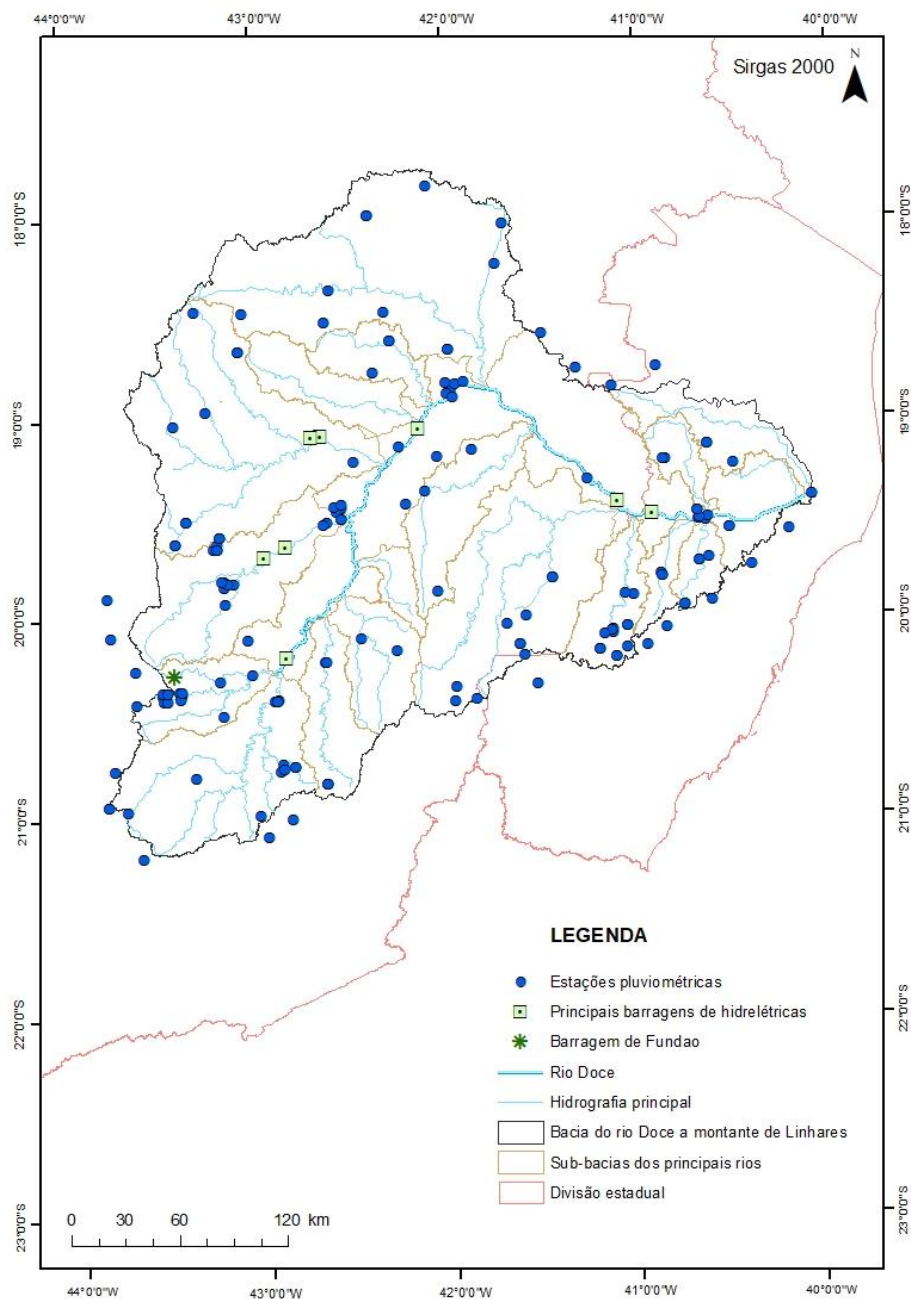 44°0'0"W 43°0'0"W 42°0'0"W 41°0'0"W 40°0'0"W
Sirgas 2000
N
18°0'0"S 18°0'0"S
19°0'0"S 19°0'0"S
20°0'0"S 20°0'0"S
21°0'0"S 21°0'0"S
LEGENDA
Estações pluviométricas
Principais barragens de hidrelétricas
22°0'0"S 22°0'0"S
Barragem de Fundao
Rio Doce
Hidrografia principal
Bacia do rio Doce a montante de Linhares
Sub-bacias dos principais rios
Divisão estadual
0 30 60 120 km
23°0'0"S 23°0'0"S
44°0'0"W 43°0'0"W 42°0'0"W 41°0'0"W 40°0'0"W